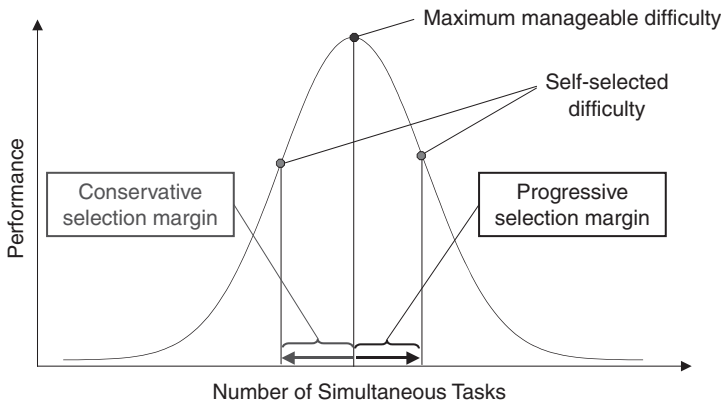 Maximum manageable difficulty
Self-selected
difficulty
Conservative
selection margin
Progressive
selection margin
Performance
Number of Simultaneous Tasks